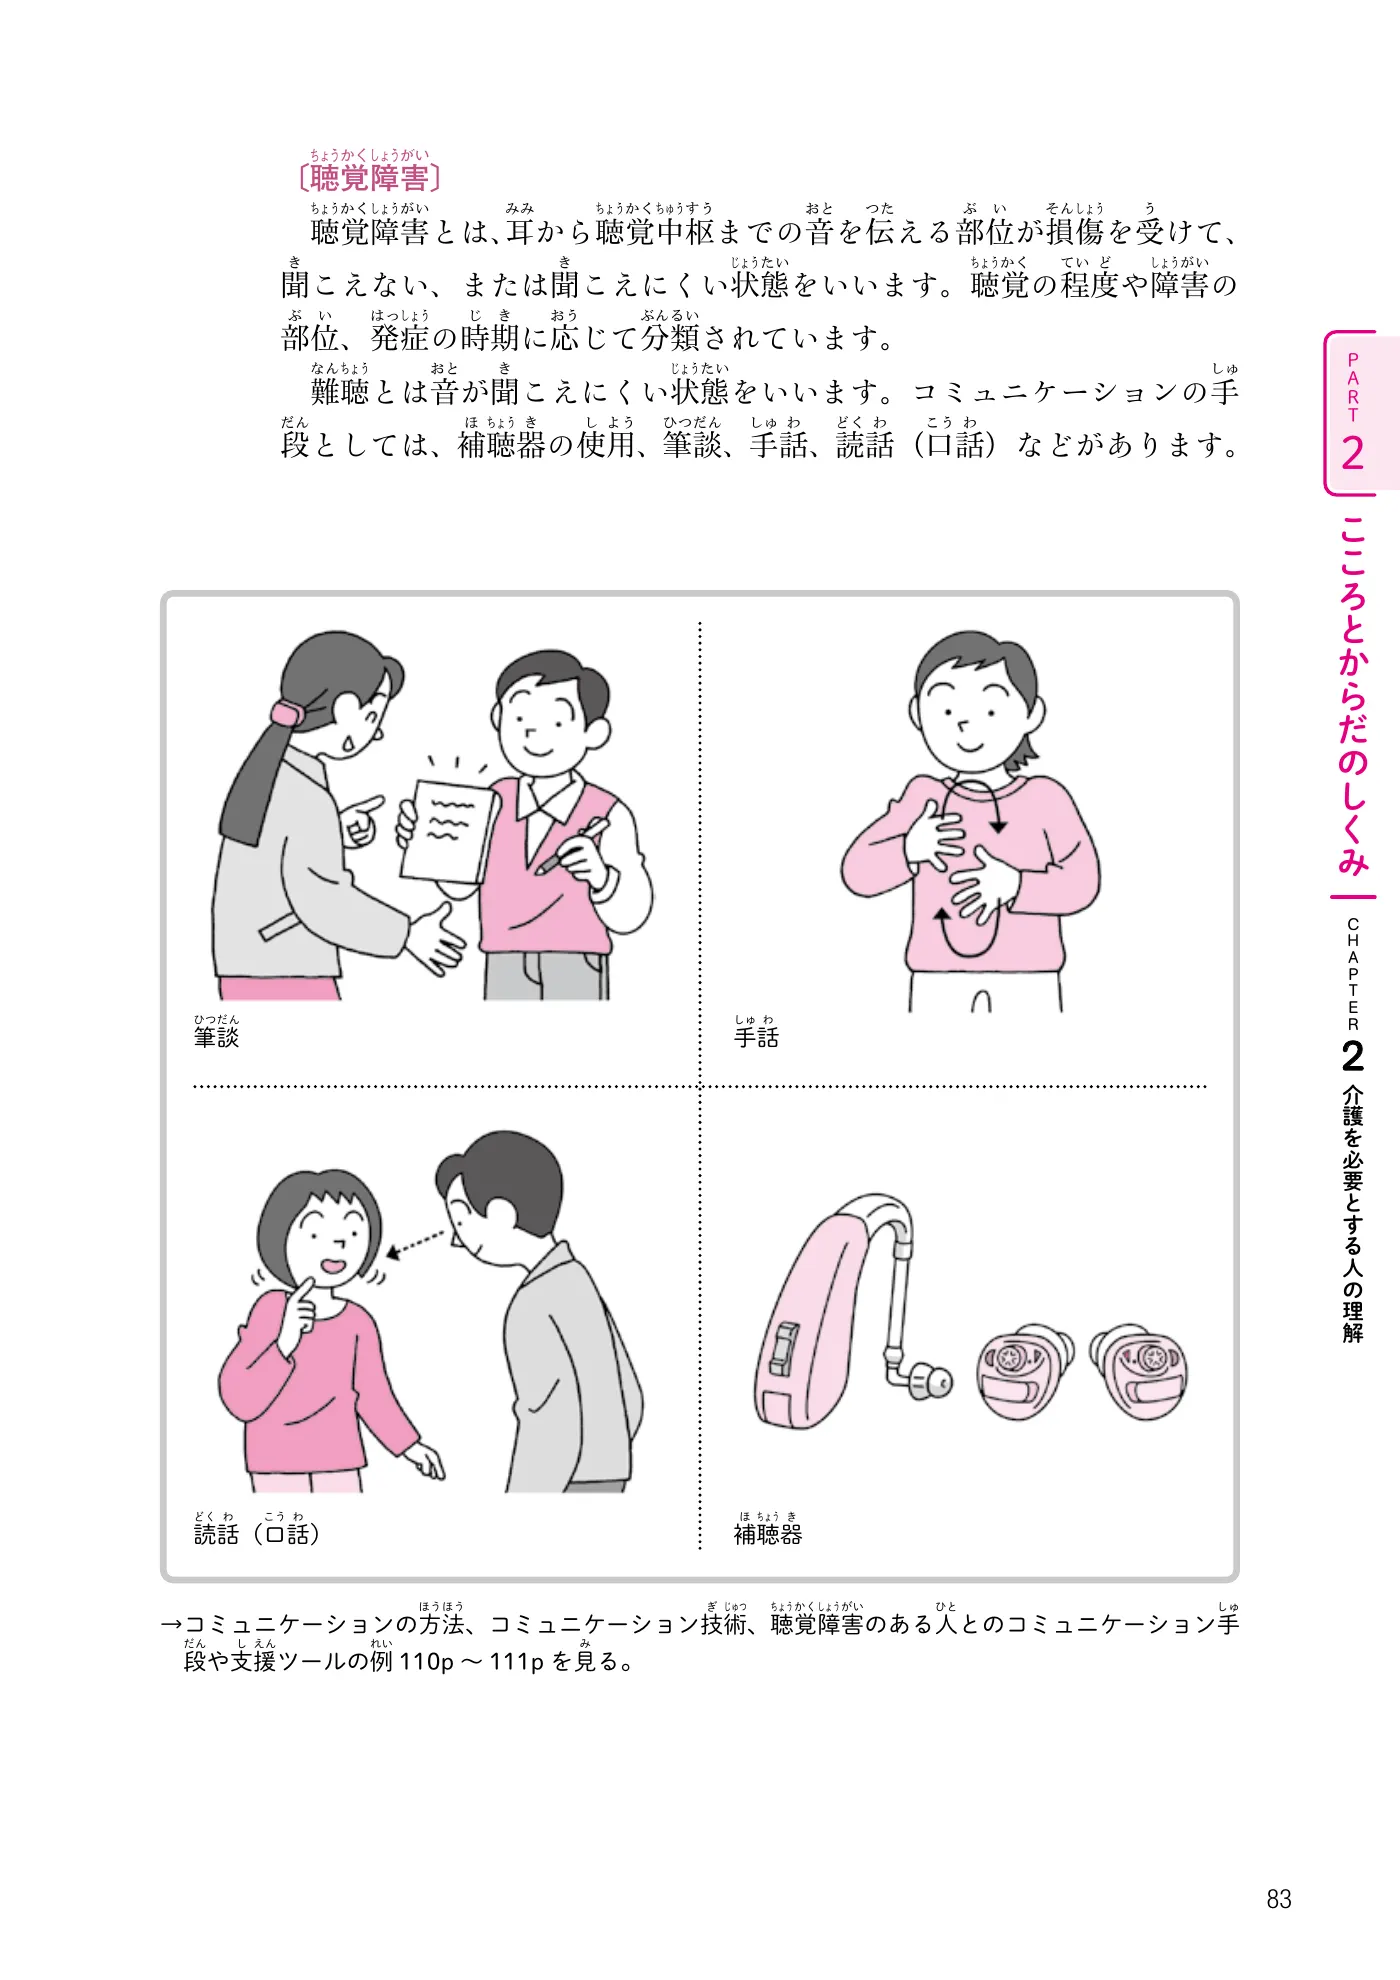 〔聴覚障害〕
聴覚障害とは、耳から聴覚中枢までの音を伝える部位が損傷を受けて、
聞こえない、または聞こえにくい状態をいいます。聴覚の程度や障害の
部位、発症の時期に応じて分類されています。
難聴とは音が聞こえにくい状態をいいます。コミュニケーションの手
段としては、補聴器の使用、筆談、手話、読話（口話）などがあります。
筆談
手話
読話（口話）
補聴器
→コミュニケーションの方法、コミュニケーション技術、聴覚障害のある人とのコミュニケーション手
段や支援ツールの例 110p ～ 111p を見る。
PART 2 こころとからだのしくみ
CHAPTER 2 介護を必要とする人の理解
83